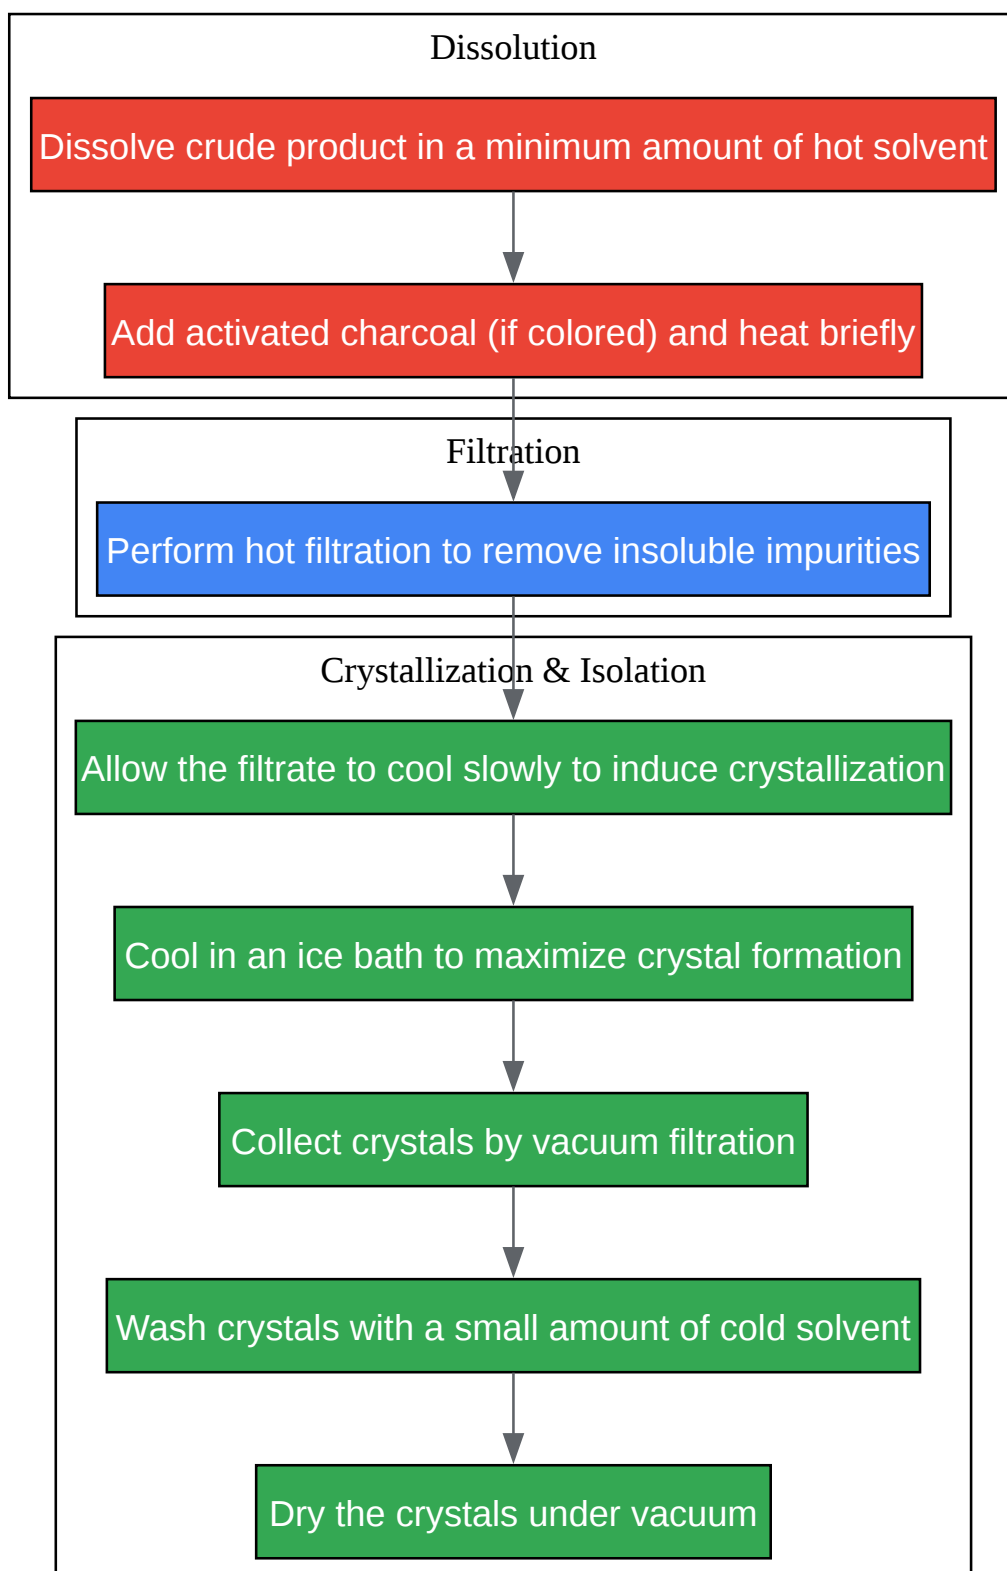 Dissolution
Dissolve crude product in a minimum amount of hot solvent
Add activated charcoal (if colored) and heat briefly
Filtration
Perform hot filtration to remove insoluble impurities
Crystallization & Isolation
Allow the filtrate to cool slowly to induce crystallization
Cool in an ice bath to maximize crystal formation
Collect crystals by vacuum filtration
Wash crystals with a small amount of cold solvent
Dry the crystals under vacuum